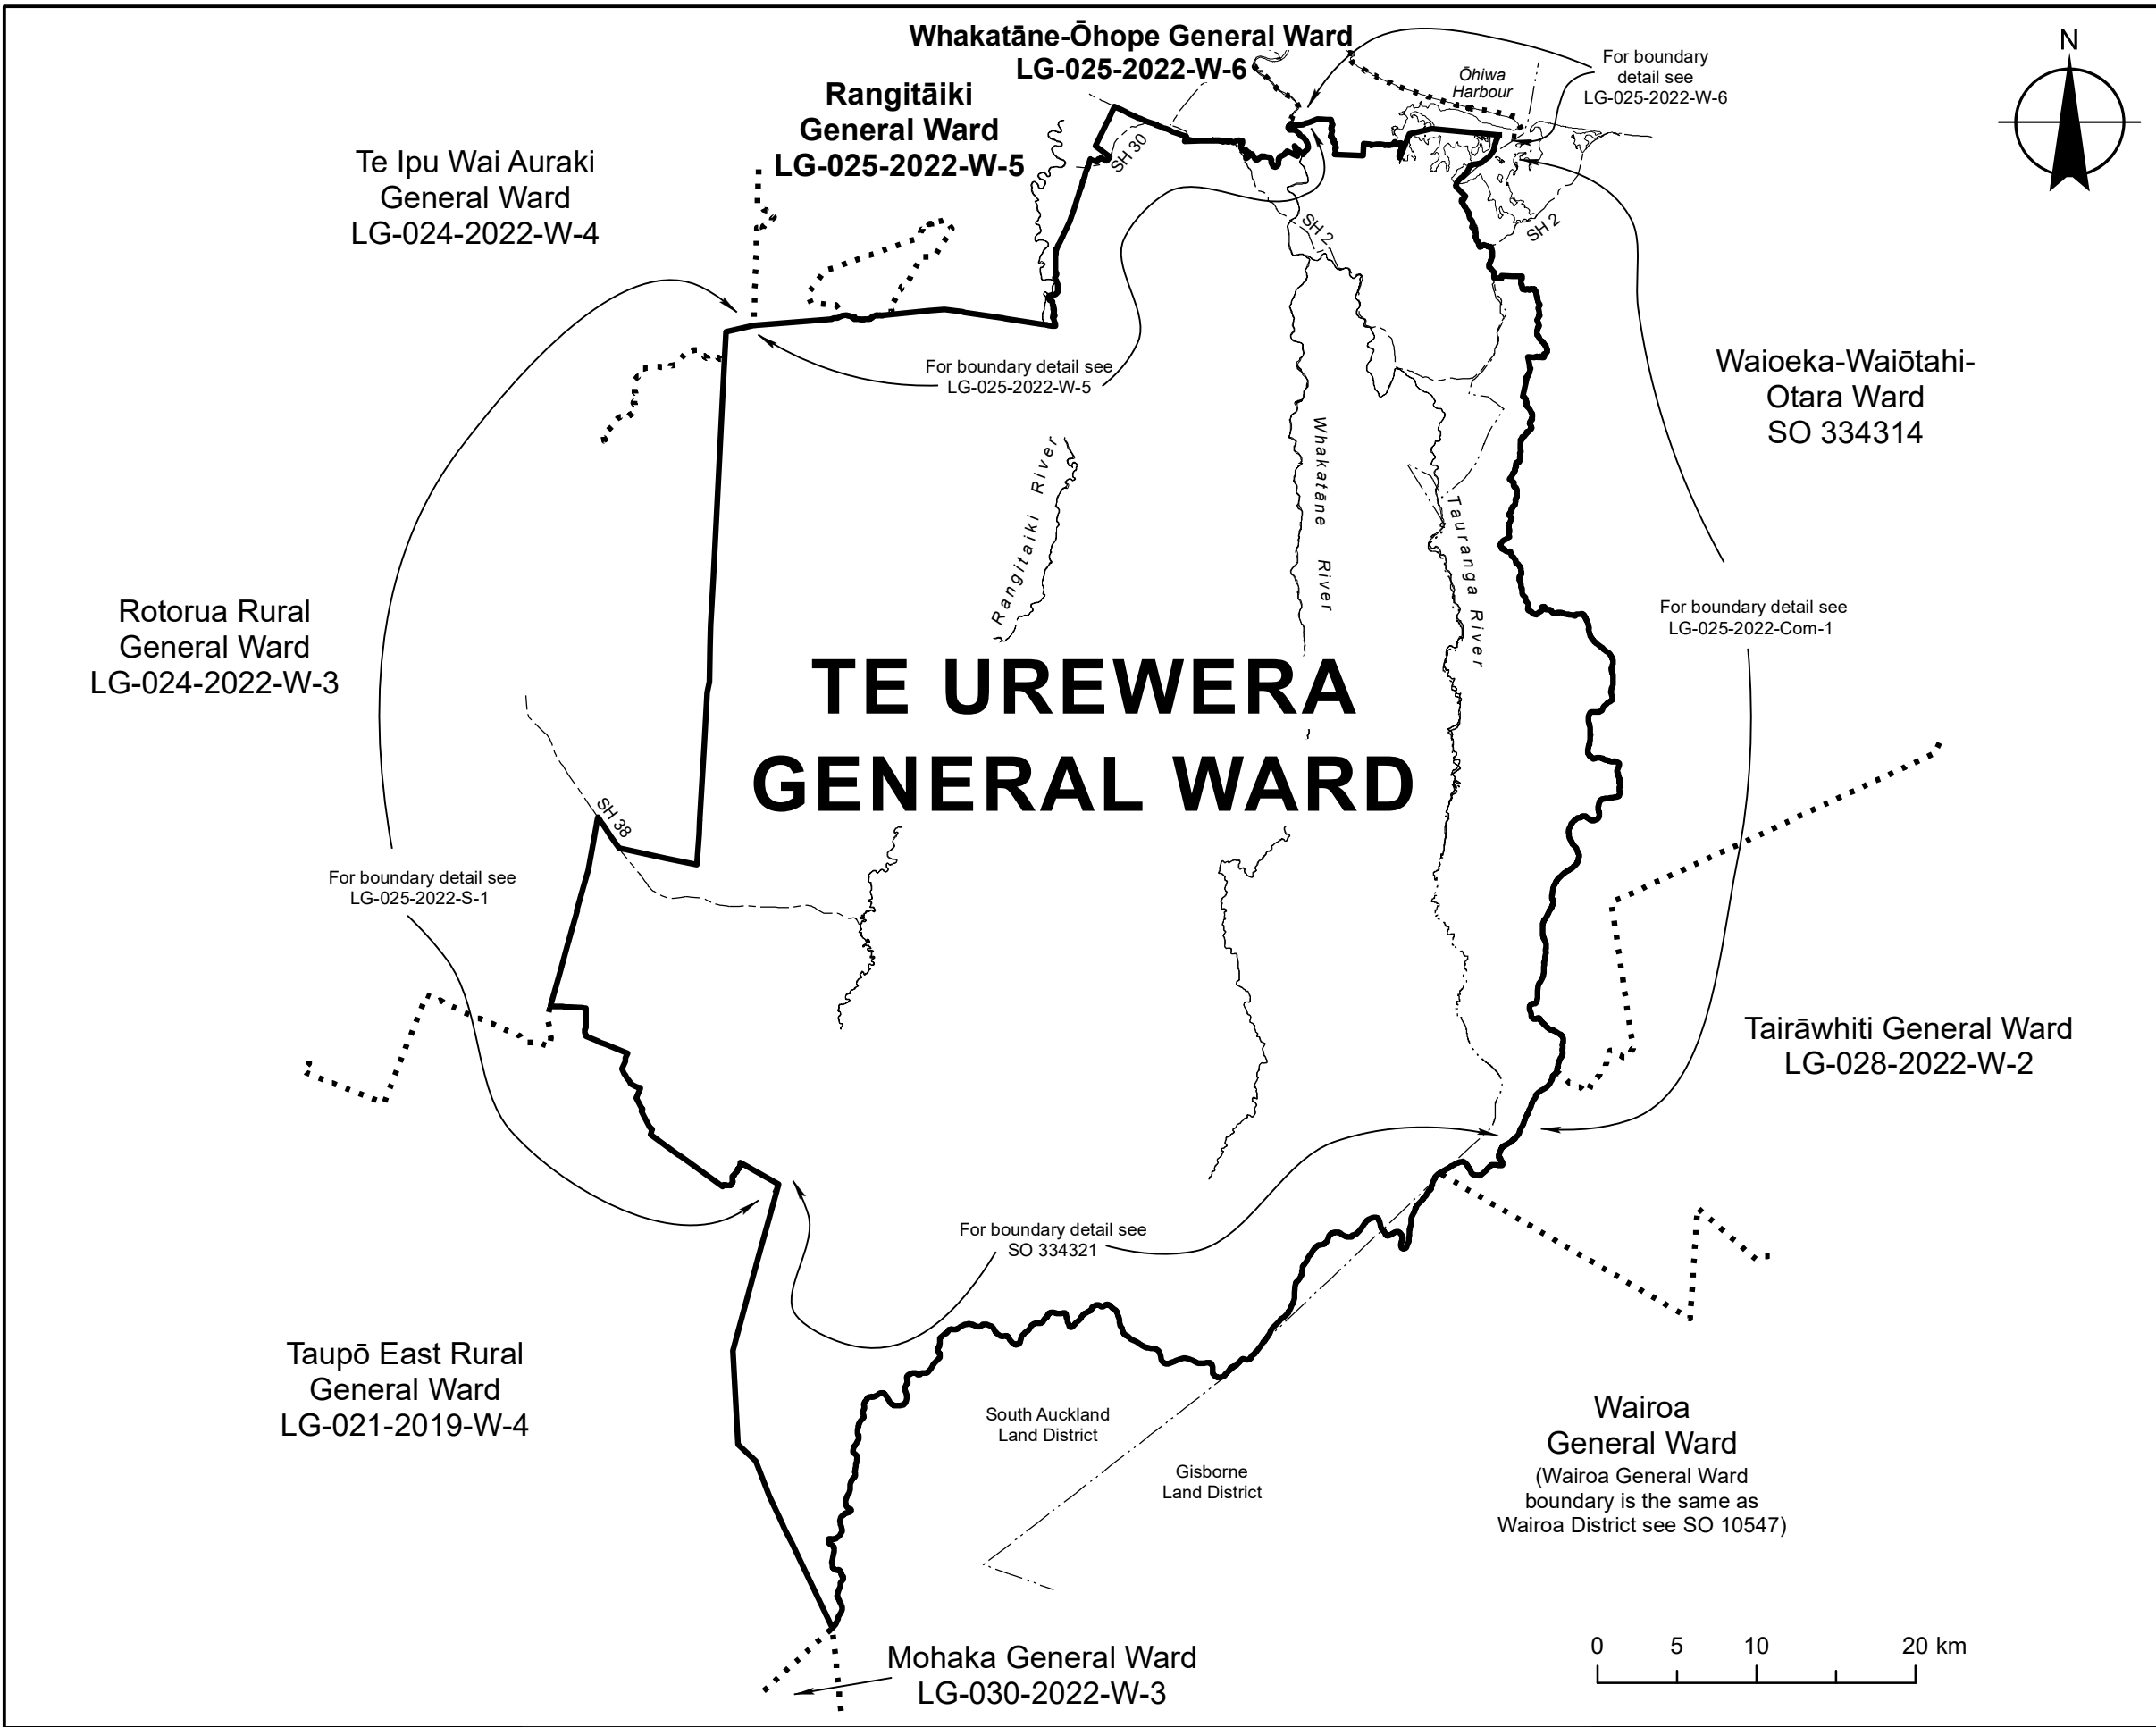 Whakatāne-Ōhope General Ward
LG-025-2022-W-6
For boundary
detail see
LG-025-2022-W-6
N
Ōhiwa
Harbour
Rangitāiki
General Ward
LG-025-2022-W-5
SH 30
Te Ipu Wai Auraki
General Ward
LG-024-2022-W-4
SH 2
SH 2
For boundary detail see
LG-025-2022-W-5
Waioeka-Waiōtahi-
Otara Ward
SO 334314
Rangitaiki River
Whakatane River
Tauranga River
Rotorua Rural
General Ward
LG-024-2022-W-3
For boundary detail see
LG-025-2022-Com-1
TE UREWERA
GENERAL WARD
SH 38
For boundary detail see
LG-025-2022-S-1
Tairāwhiti General Ward
LG-028-2022-W-2
For boundary detail see
SO 334321
Taupō East Rural
General Ward
LG-021-2019-W-4
South Auckland
Land District
Gisborne
Land District
Wairoa
General Ward
(Wairoa General Ward
boundary is the same as
Wairoa District see SO 10547)
Mohaka General Ward
LG-030-2022-W-3
0 5 10 20 km